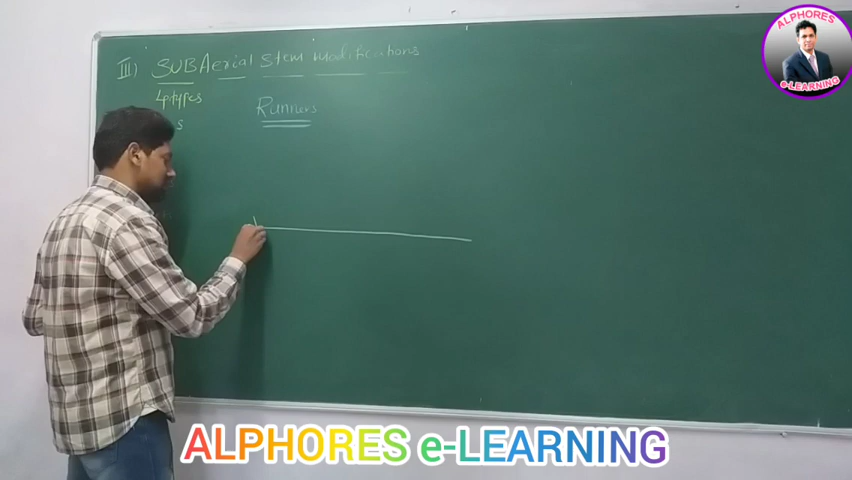 III) SUBAerial Stem Modifications
4 types
Runners
s
ALPHORES
e-LEARNING
ALPHORES e-LEARNING